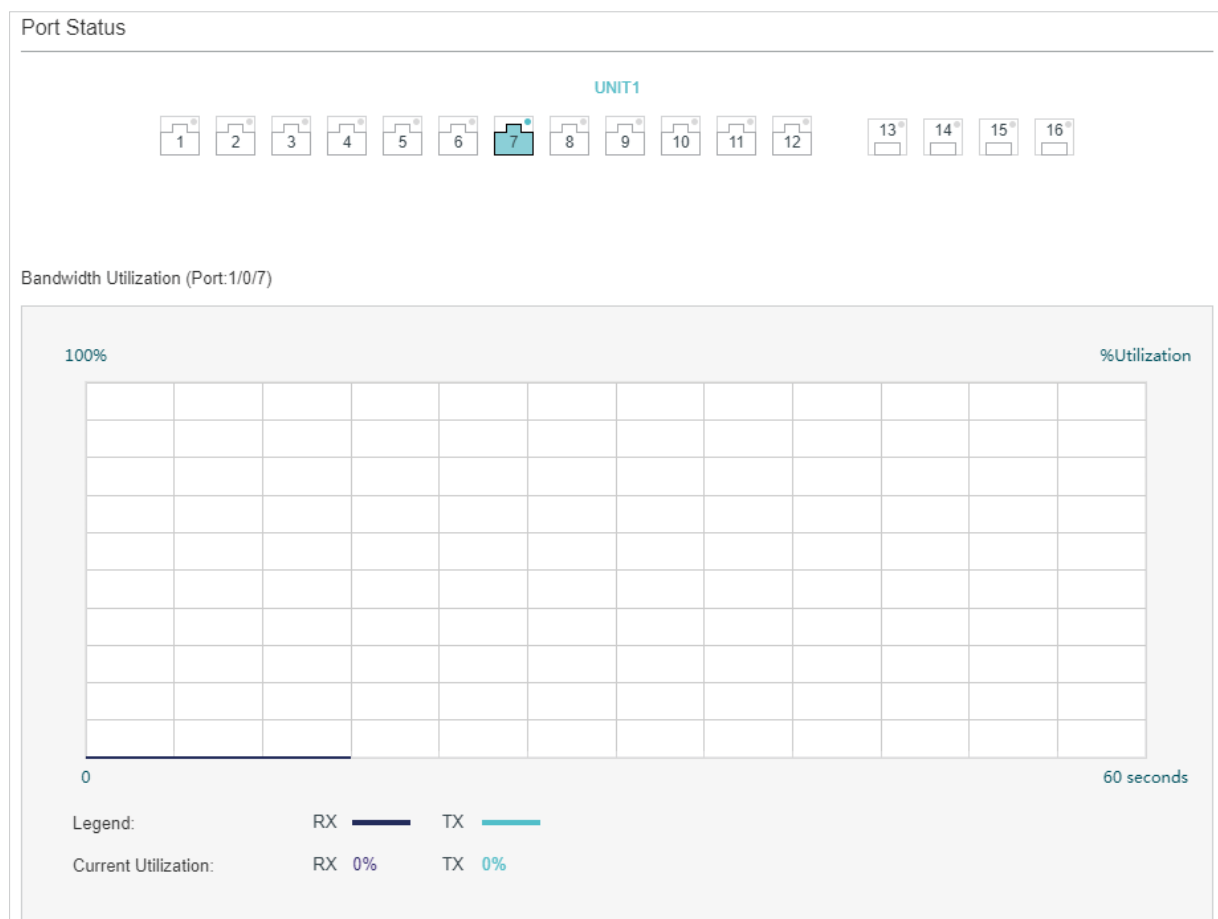 Port Status
UNIT1
1 2 3 4 5 6 7 8 9 10 11 12 13 14 15 16
Bandwidth Utilization (Port:1/0/7)
100% %Utilization
0 60 seconds
Legend: RX TX
Current Utilization: RX 0% TX 0%